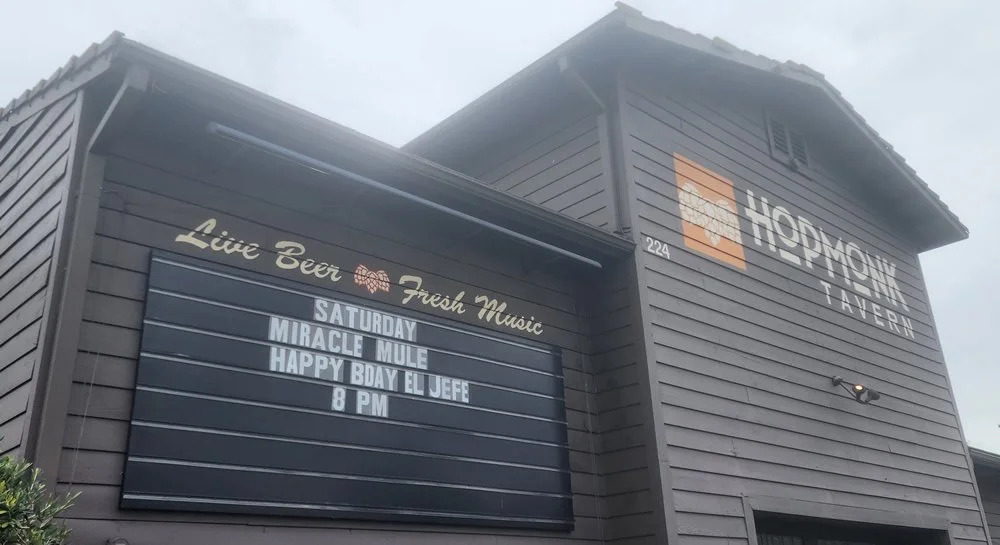 Live Beer Fresh Music
SATURDAY
MIRACLE MULE
HAPPY BDAY EL JEFE
8 PM
224
HOPMONK
TAVERN